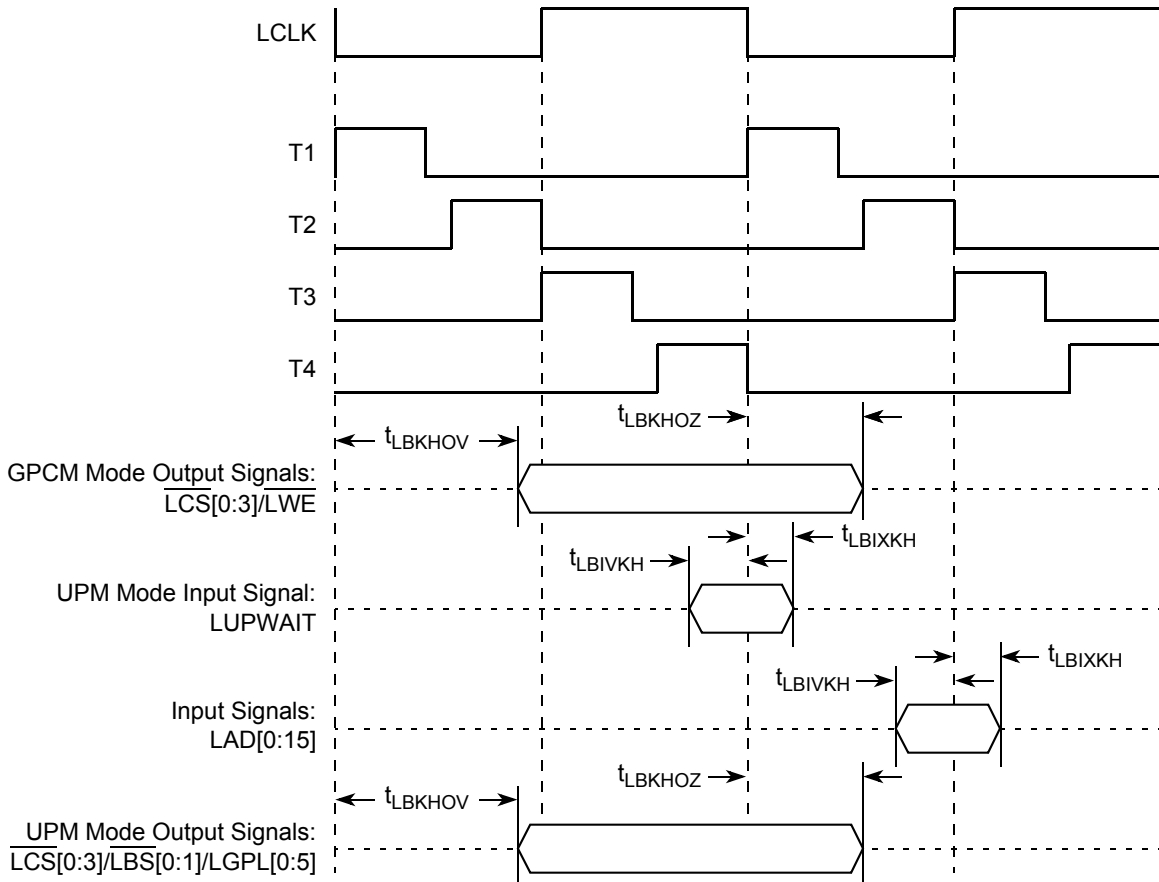 LCLK
T1
T2
T3
T4
tLBKHOZ
tLBKHOV
GPCM Mode Output Signals:
LCS[0:3]/LWE
tLBIXKH
tLBIVKH
UPM Mode Input Signal:
LUPWAIT
tLBIXKH
tLBIVKH
Input Signals:
LAD[0:15]
tLBKHOZ
tLBKHOV
UPM Mode Output Signals:
LCS[0:3]/LBS[0:1]/LGPL[0:5]